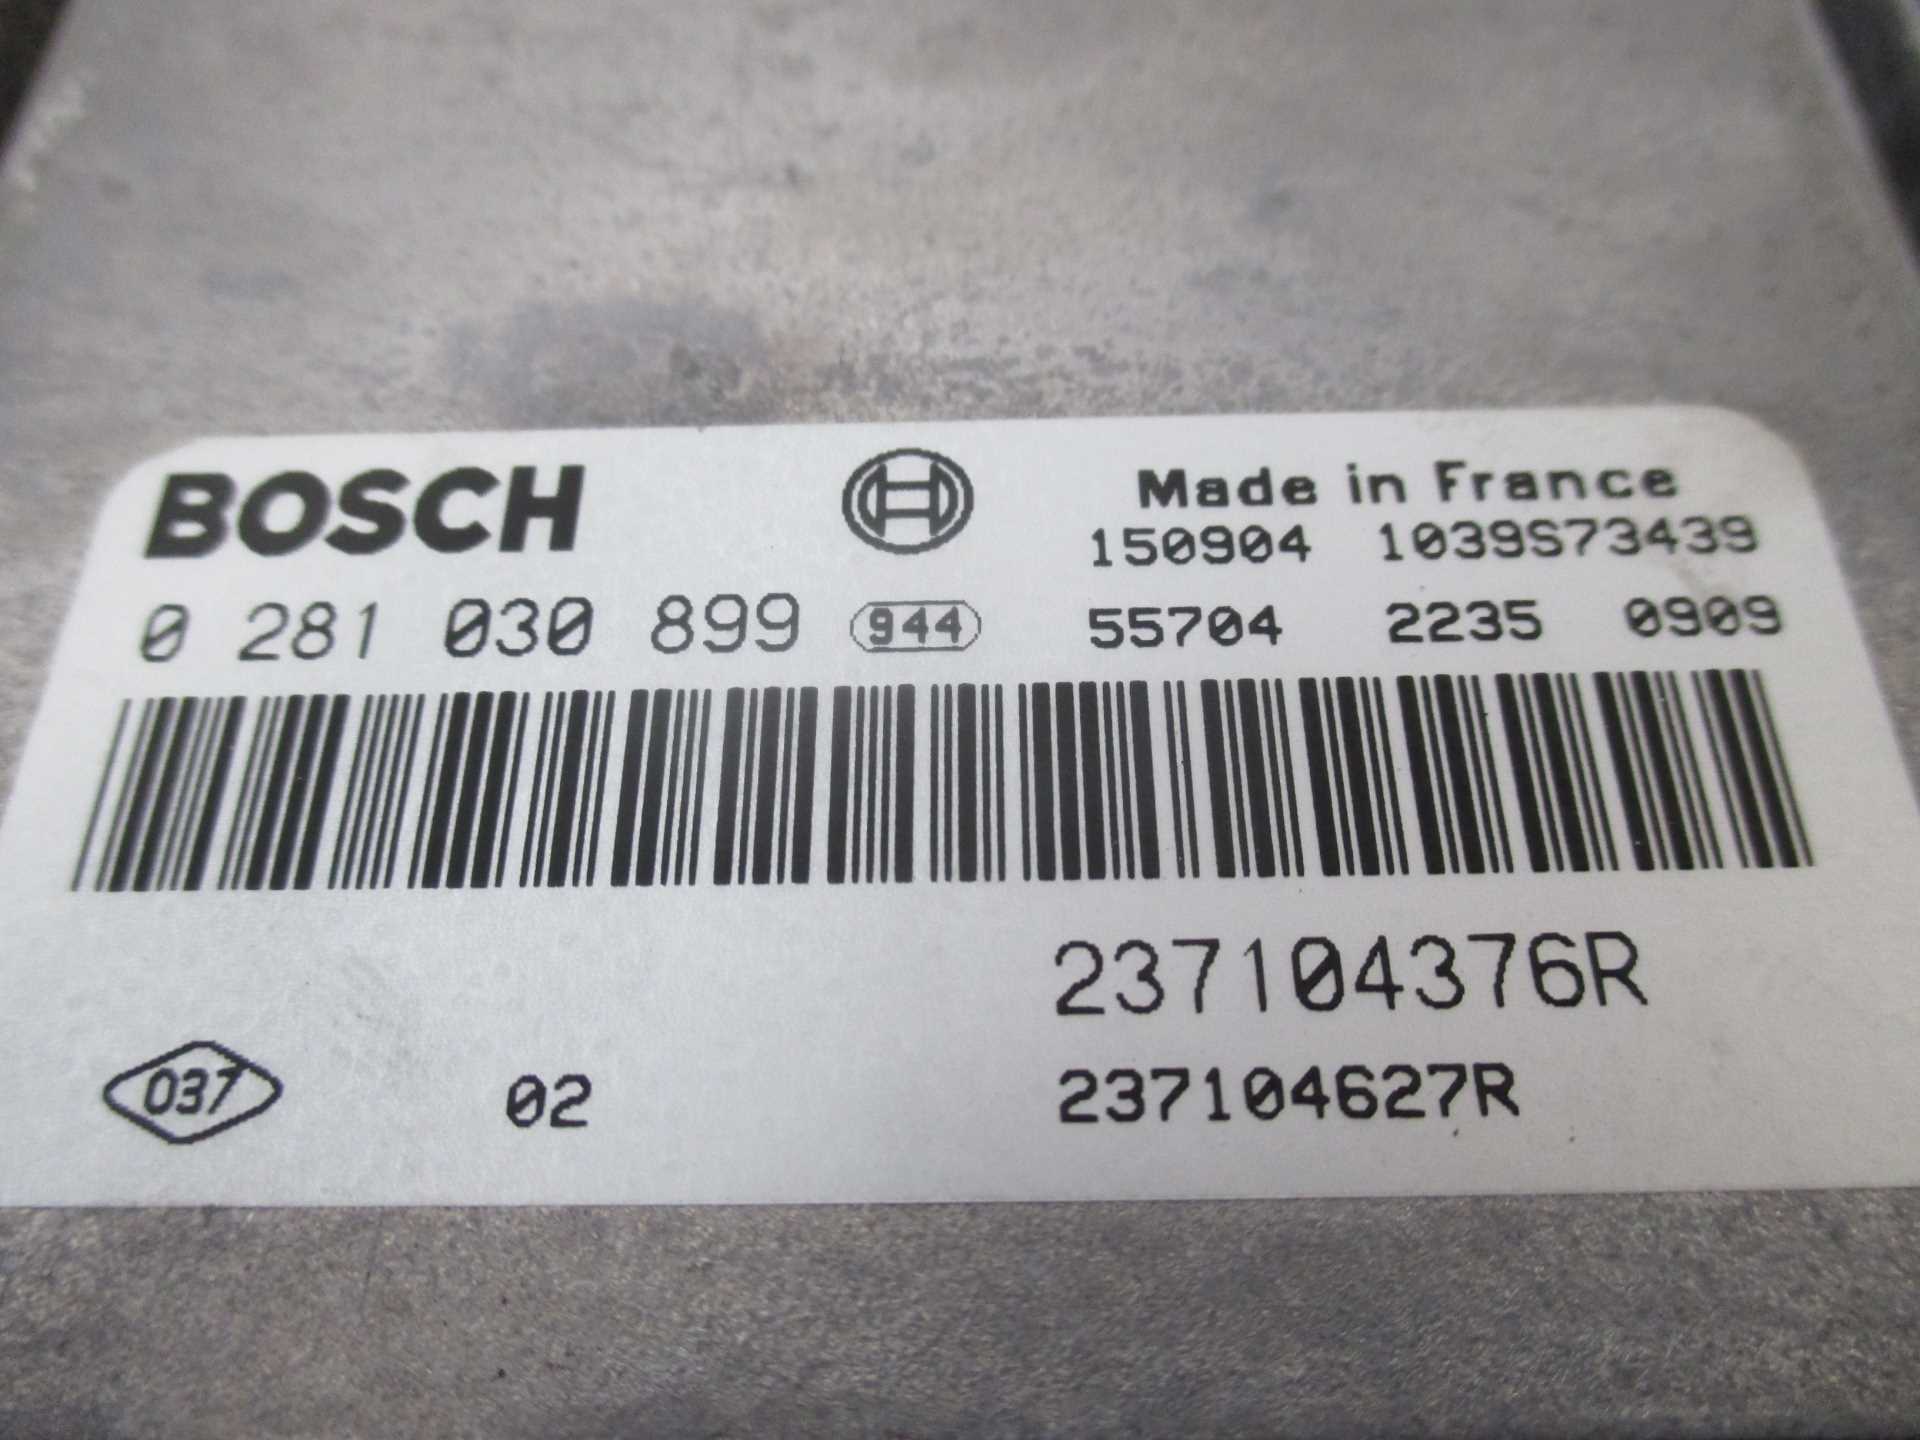 BOSCH Made in France
150904 1039S73439
0 281 030 899 944 55704 2235 0909
237104376R
037 02 237104627R